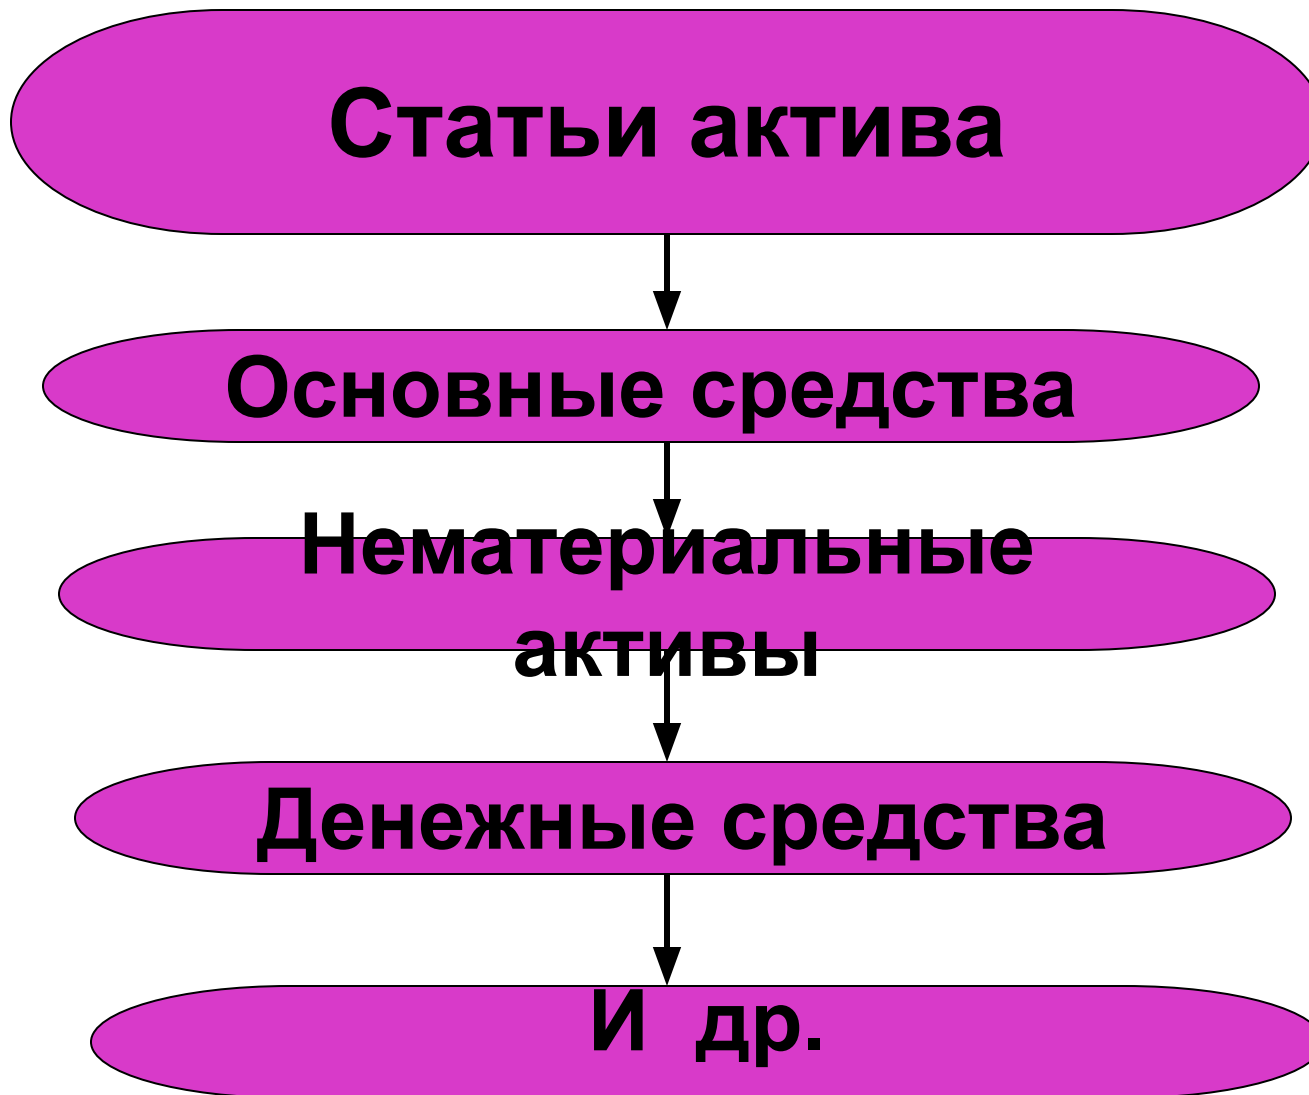 Статьи актива
Основные средства
Нематериальные
активы
Денежные средства
И др.